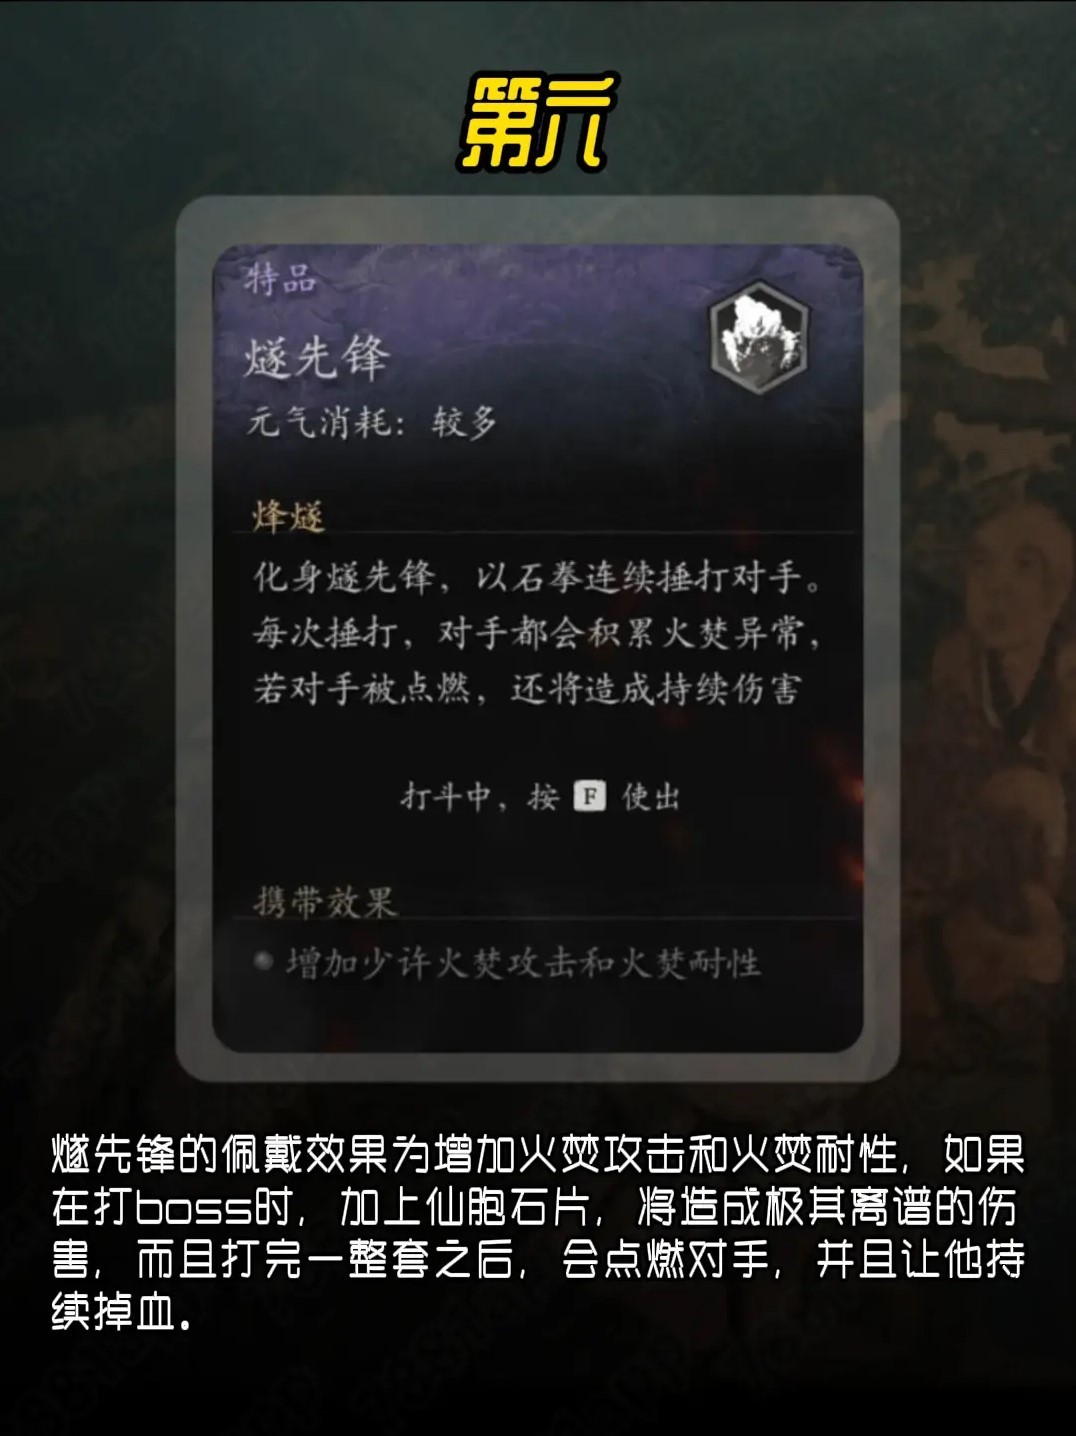 第六
特品
燧先锋
元气消耗：较多
烽燧
化身燧先锋，以石拳连续捶打对手。
每次捶打，对手都会积累火焚异常，
若对手被点燃，还将造成持续伤害
打斗中，按 F 使出
携带效果
增加少许火焚攻击和火焚耐性
燧先锋的佩戴效果为增加火焚攻击和火焚耐性，如果
在打boss时，加上仙胞石片，将造成极其离谱的伤
害，而且打完一整套之后，会点燃对手，并且让他持
续掉血.